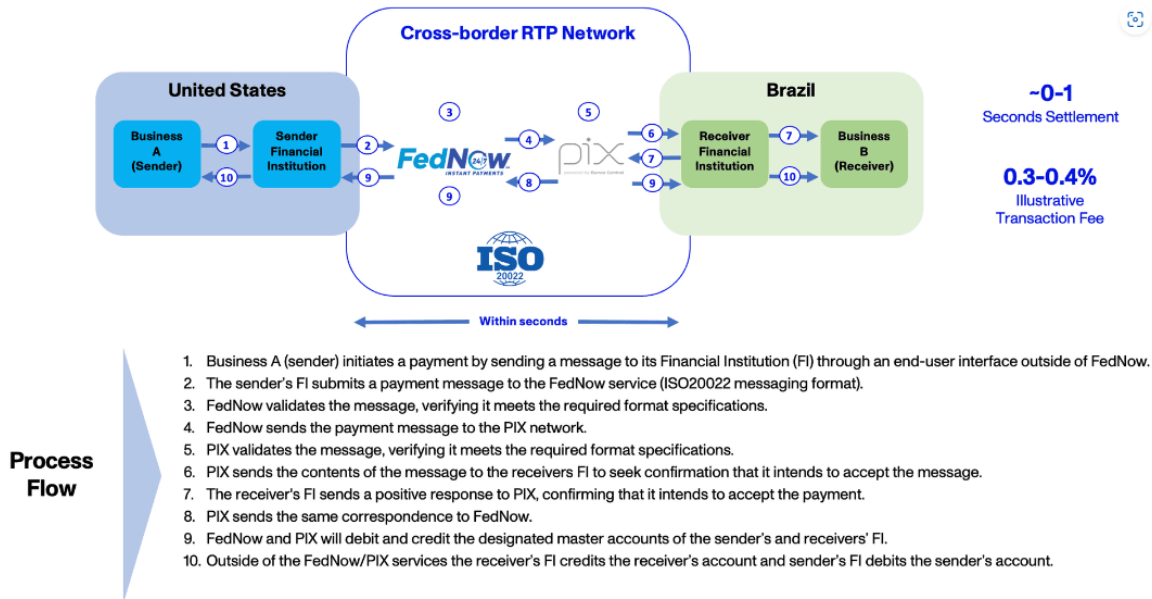 Cross-border RTP Network
United States
Brazil
Business
A
(Sender)
1
10
Sender
Financial
Institution
2
9
3
FedNow
24/7
INSTANT PAYMENTS
9
4
8
5
pix
powered by Banco Central
6
7
9
Receiver
Financial
Institution
7
10
Business
B
(Receiver)
~0-1
Seconds Settlement
0.3-0.4%
Illustrative
Transaction Fee
ISO
20022
Within seconds
Process
Flow
1. Business A (sender) initiates a payment by sending a message to its Financial Institution (FI) through an end-user interface outside of FedNow.
2. The sender's FI submits a payment message to the FedNow service (ISO20022 messaging format).
3. FedNow validates the message, verifying it meets the required format specifications.
4. FedNow sends the payment message to the PIX network.
5. PIX validates the message, verifying it meets the required format specifications.
6. PIX sends the contents of the message to the receivers FI to seek confirmation that it intends to accept the message.
7. The receiver's FI sends a positive response to PIX, confirming that it intends to accept the payment.
8. PIX sends the same correspondence to FedNow.
9. FedNow and PIX will debit and credit the designated master accounts of the sender's and receivers' FI.
10. Outside of the FedNow/PIX services the receiver's FI credits the receiver's account and sender's FI debits the sender's account.